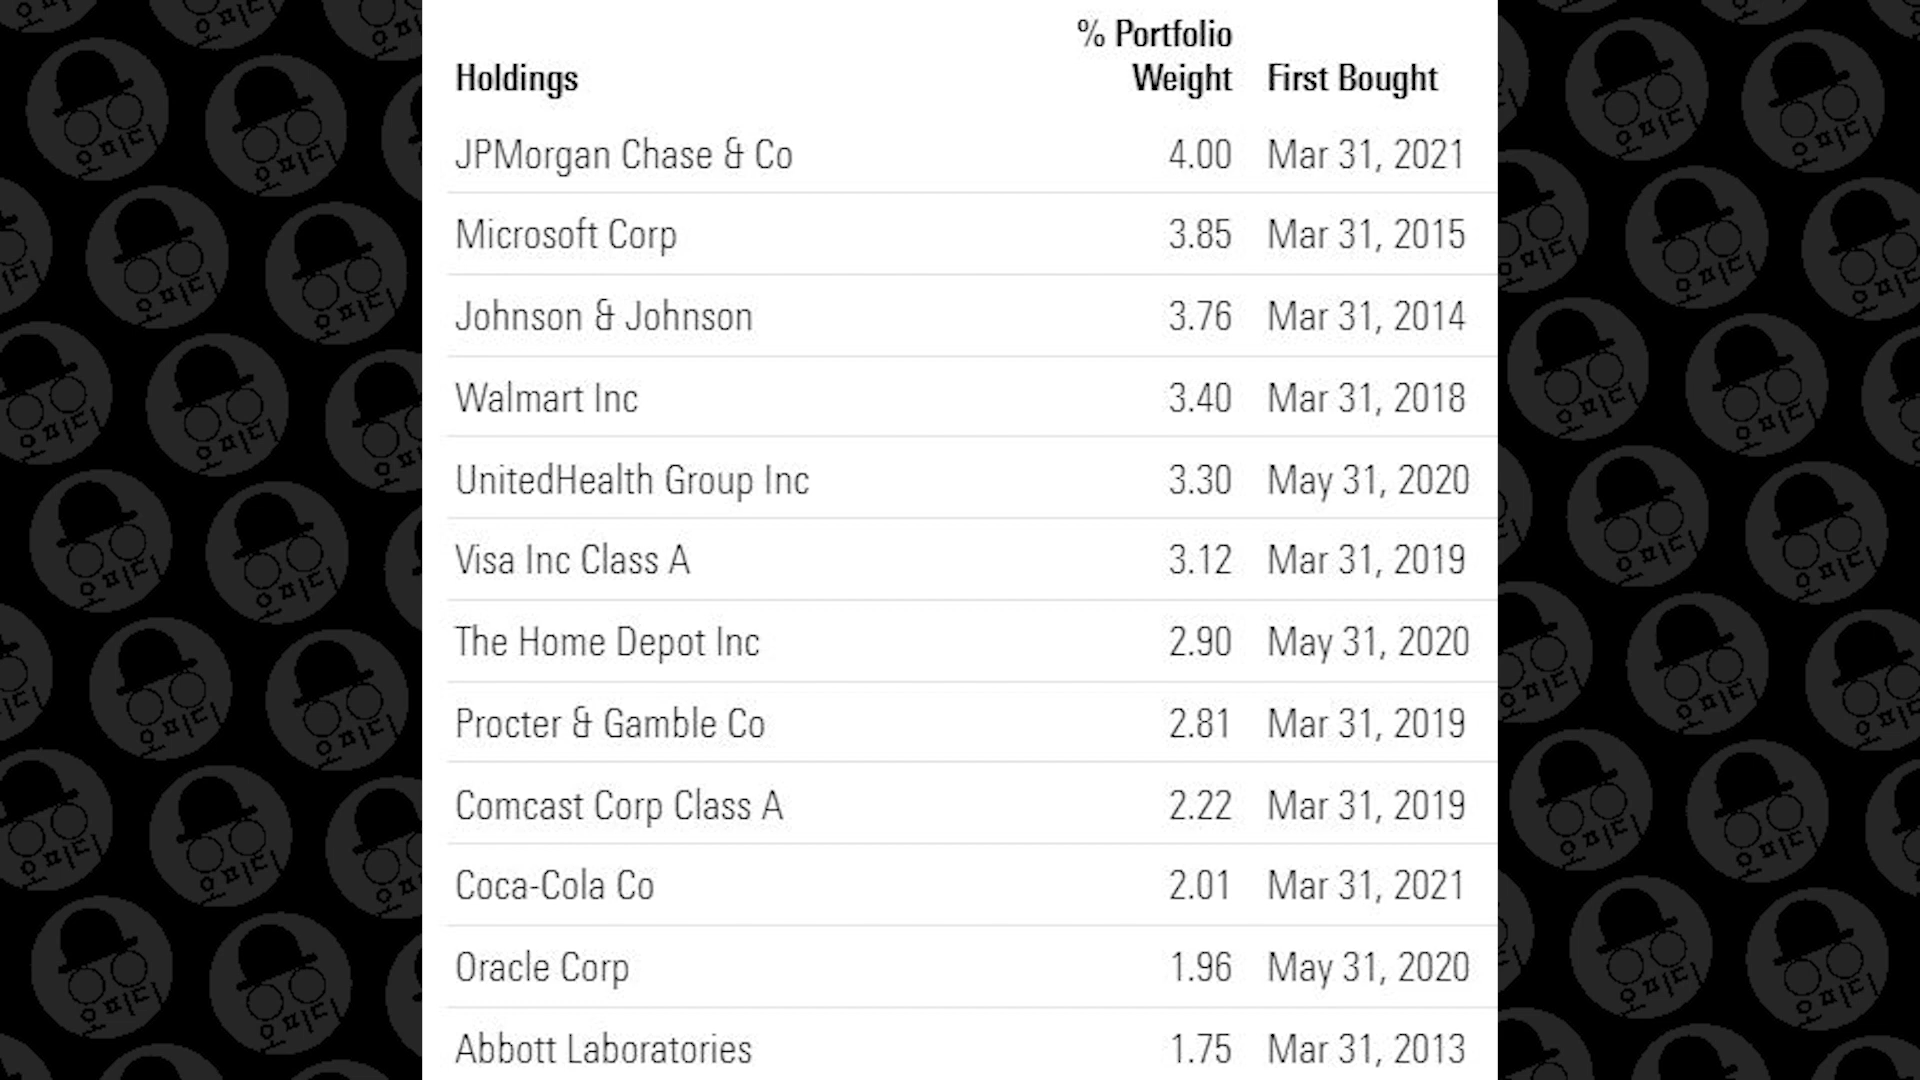 % Portfolio
Holdings Weight First Bought
JPMorgan Chase & Co 4.00 Mar 31, 2021
Microsoft Corp 3.85 Mar 31, 2015
Johnson & Johnson 3.76 Mar 31, 2014
Walmart Inc 3.40 Mar 31, 2018
UnitedHealth Group Inc 3.30 May 31, 2020
Visa Inc Class A 3.12 Mar 31, 2019
The Home Depot Inc 2.90 May 31, 2020
Procter & Gamble Co 2.81 Mar 31, 2019
Comcast Corp Class A 2.22 Mar 31, 2019
Coca-Cola Co 2.01 Mar 31, 2021
Oracle Corp 1.96 May 31, 2020
Abbott Laboratories 1.75 Mar 31, 2013